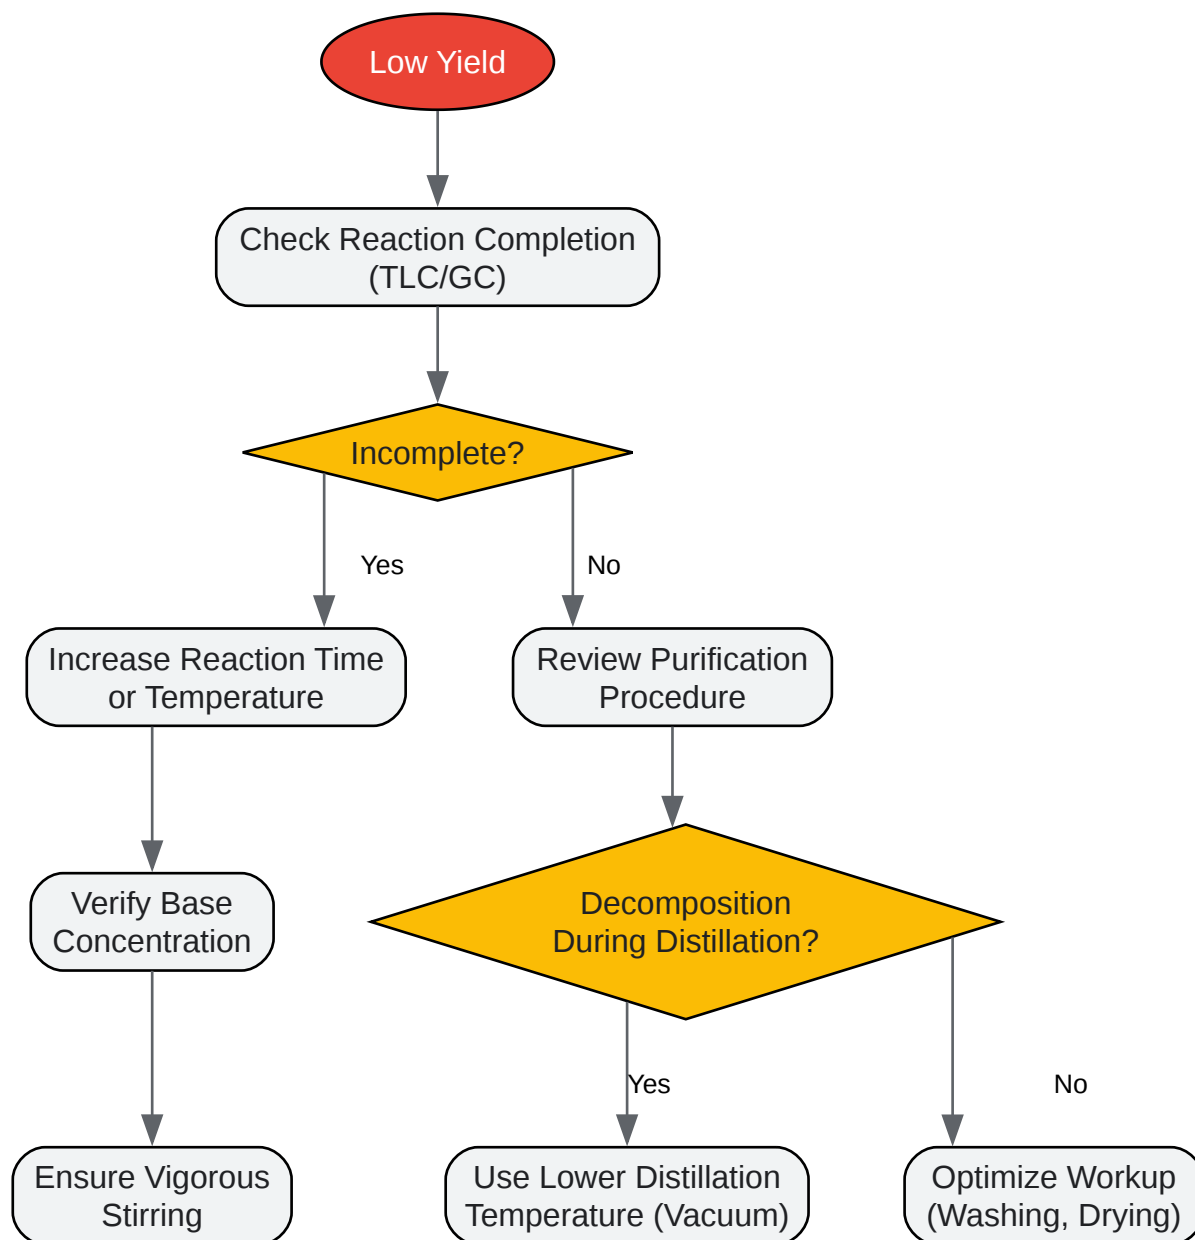 Low Yield
Check Reaction Completion
(TLC/GC)
Incomplete?
Yes
No
Increase Reaction Time
or Temperature
Review Purification
Procedure
Verify Base
Concentration
Decomposition
During Distillation?
Yes
No
Ensure Vigorous
Stirring
Use Lower Distillation
Temperature (Vacuum)
Optimize Workup
(Washing, Drying)